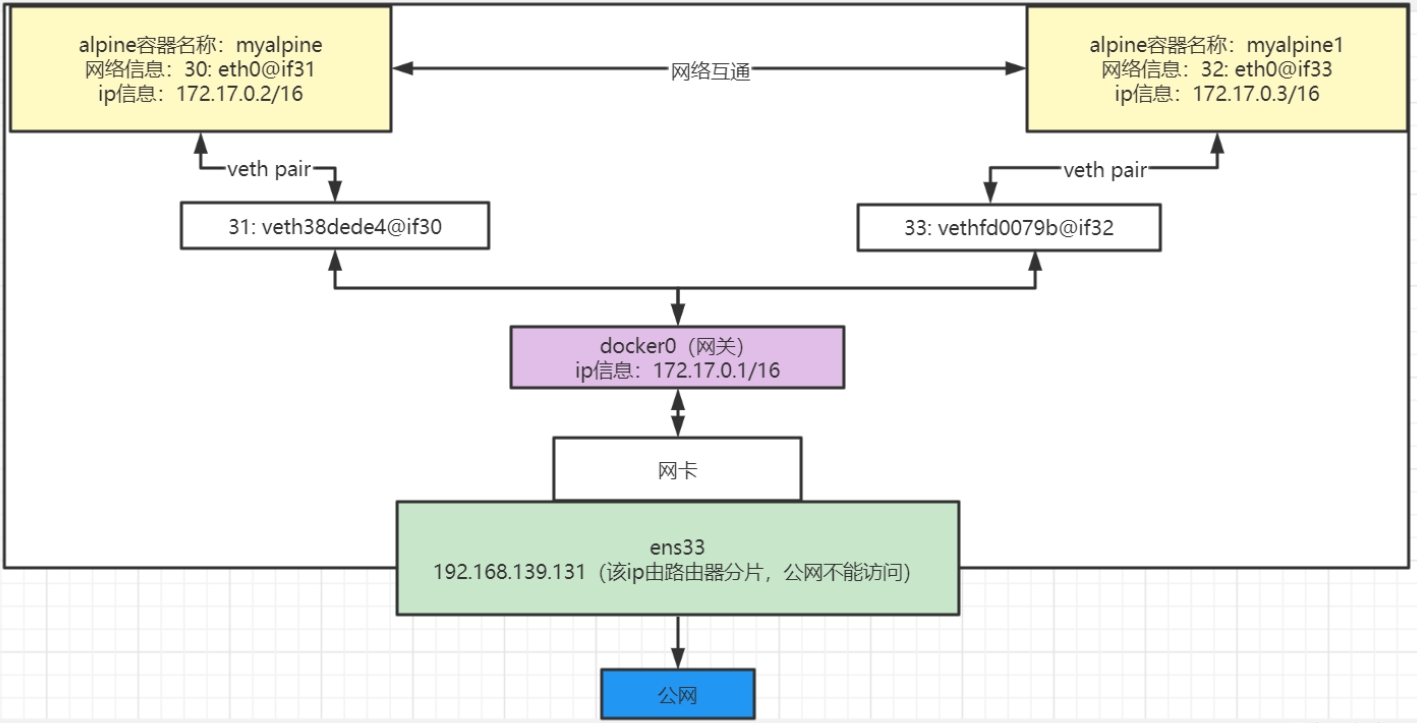 alpine容器名称：myalpine
网络信息：30: eth0@if31
ip信息：172.17.0.2/16
网络互通
alpine容器名称：myalpine1
网络信息：32: eth0@if33
ip信息：172.17.0.3/16
veth pair
veth pair
31: veth38dede4@if30
33: vethfd0079b@if32
docker0（网关）
ip信息：172.17.0.1/16
网卡
ens33
192.168.139.131（该ip由路由器分片，公网不能访问）
公网